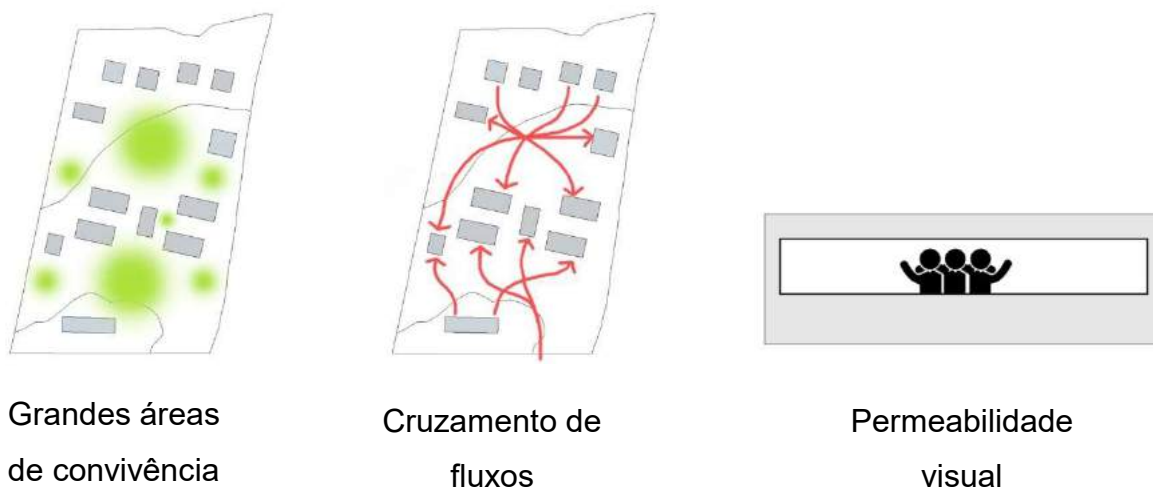 Grandes áreas
de convivência
Cruzamento de
fluxos
Permeabilidade
visual